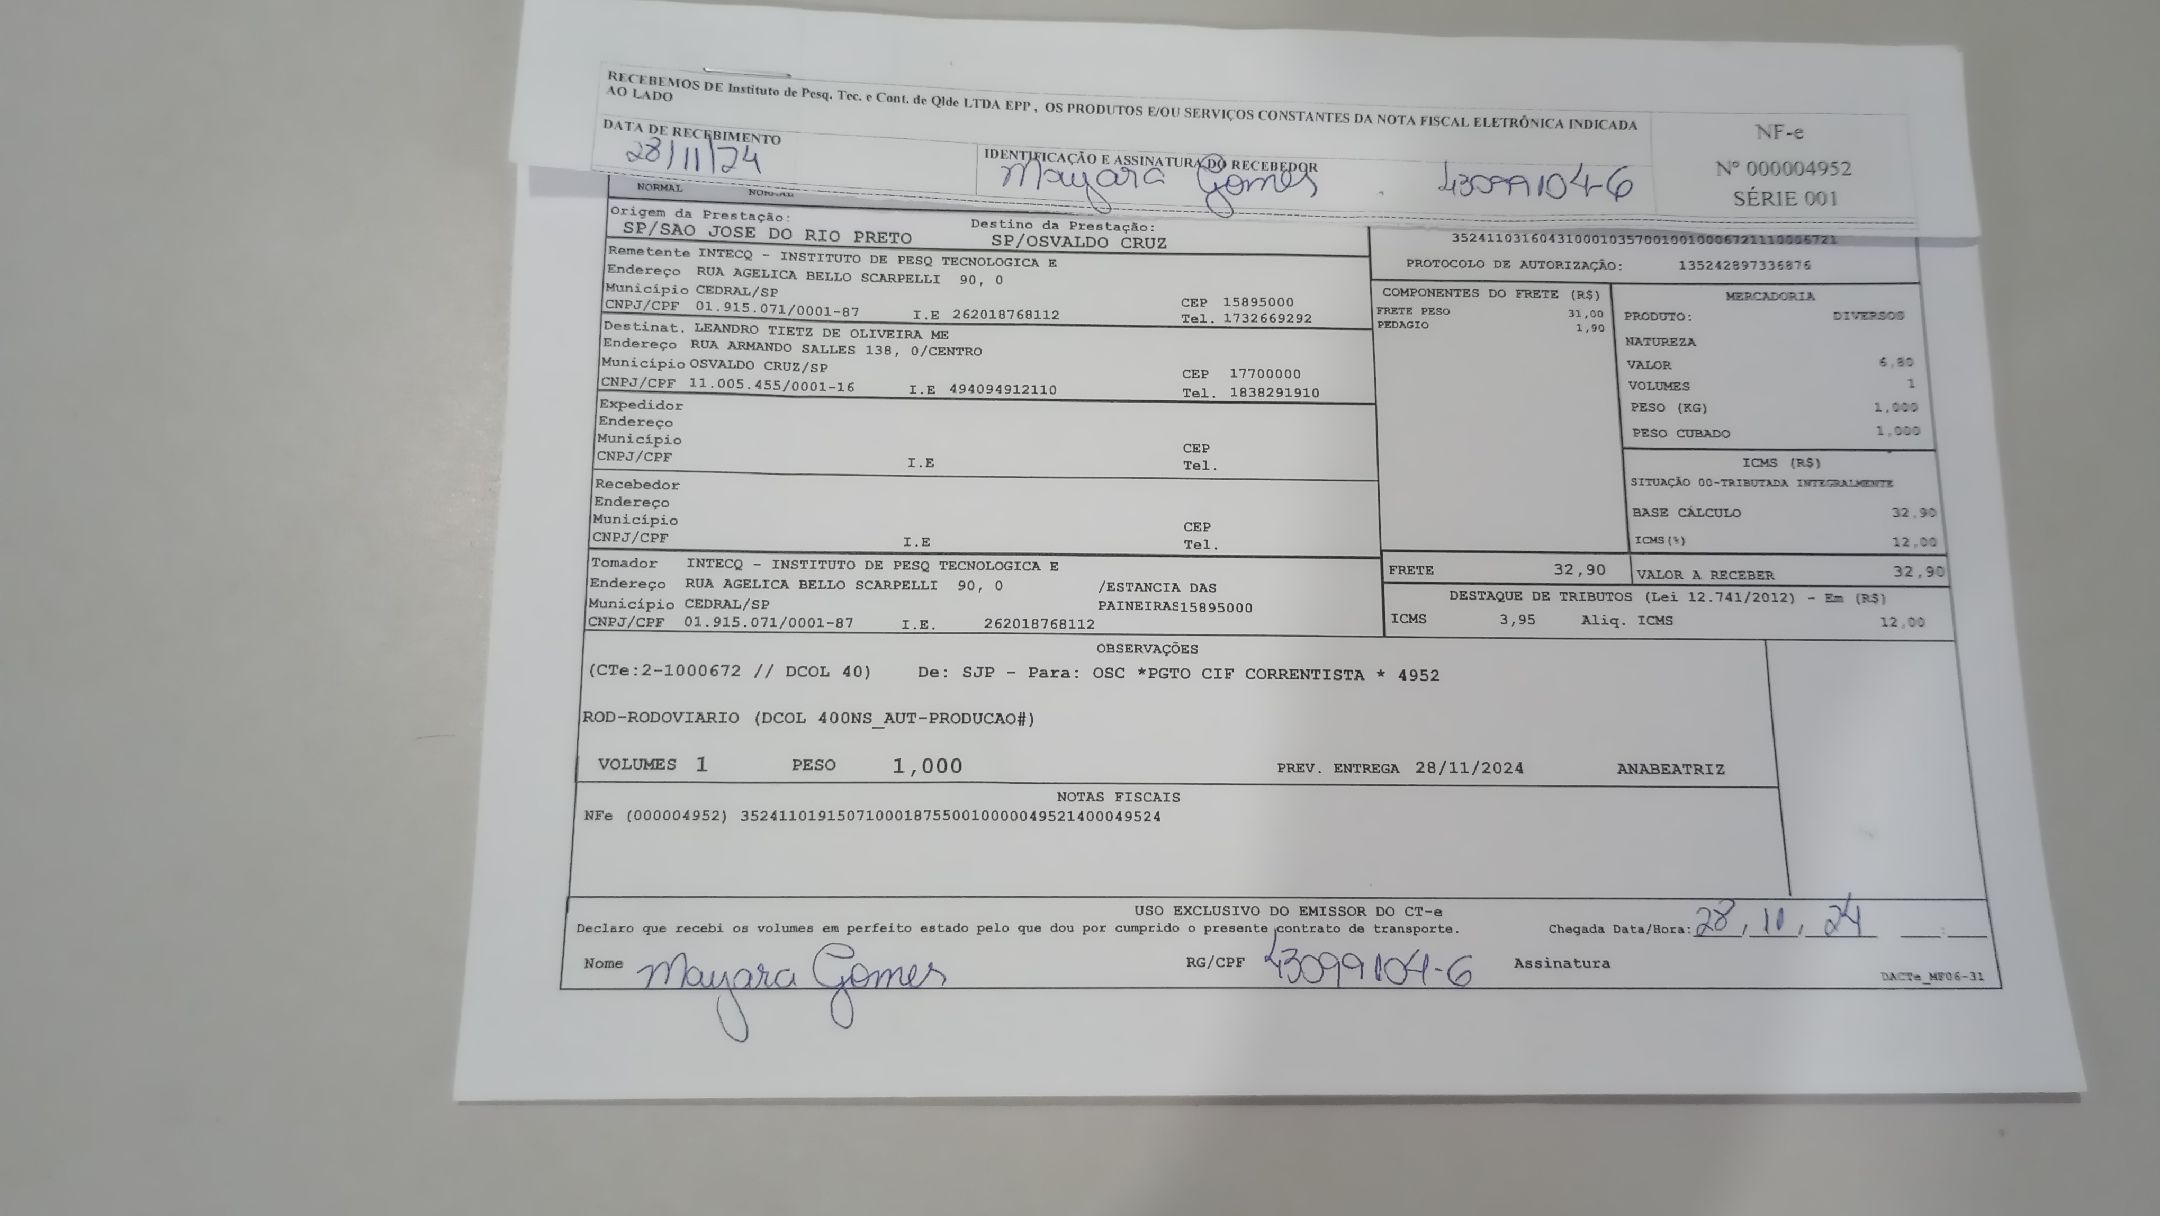 RECEBEMOS DE Instituto de Pesq. Tec. e Cont. de Qlde LTDA EPP , OS PRODUTOS E/OU SERVIÇOS CONSTANTES DA NOTA FISCAL ELETRÔNICA INDICADA
AO LADO
DATA DE RECEBIMENTO
28/11/24
IDENTIFICAÇÃO E ASSINATURA DO RECEBEDOR
Mayara Gomes 43099104-6
NF-e
Nº 000004952
SÉRIE 001
NORMAL NORMAL
Origem da Prestação: Destino da Prestação:
SP/SAO JOSE DO RIO PRETO SP/OSVALDO CRUZ
Remetente INTECQ - INSTITUTO DE PESQ TECNOLOGICA E
Endereço RUA AGELICA BELLO SCARPELLI 90, 0
Município CEDRAL/SP CEP 15895000
CNPJ/CPF 01.915.071/0001-87 I.E 262018768112 Tel. 1732669292
Destinat. LEANDRO TIETZ DE OLIVEIRA ME
Endereço RUA ARMANDO SALLES 138, 0/CENTRO
Município OSVALDO CRUZ/SP CEP 17700000
CNPJ/CPF 11.005.455/0001-16 I.E 494094912110 Tel. 1838291910
Expedidor
Endereço
Município CEP
CNPJ/CPF I.E Tel.
Recebedor
Endereço
Município CEP
CNPJ/CPF I.E Tel.
Tomador INTECQ - INSTITUTO DE PESQ TECNOLOGICA E
Endereço RUA AGELICA BELLO SCARPELLI 90, 0 /ESTANCIA DAS
Município CEDRAL/SP PAINEIRAS15895000
CNPJ/CPF 01.915.071/0001-87 I.E. 262018768112
PROTOCOLO DE AUTORIZAÇÃO: 135242897336876
COMPONENTES DO FRETE (R$)
FRETE PESO 31,00
PEDAGIO 1,90
MERCADORIA
PRODUTO: DIVERSOS
NATUREZA
VALOR 6,80
VOLUMES 1
PESO (KG) 1,000
PESO CUBADO 1,000
ICMS (R$)
SITUAÇÃO 00-TRIBUTADA INTEGRALMENTE
BASE CÁLCULO 32,90
ICMS(%) 12,00
FRETE 32,90 VALOR A RECEBER 32,90
DESTAQUE DE TRIBUTOS (Lei 12.741/2012) - Em (R$)
ICMS 3,95 Aliq. ICMS 12,00
OBSERVAÇÕES
(CTe:2-1000672 // DCOL 40) De: SJP - Para: OSC *PGTO CIF CORRENTISTA * 4952
ROD-RODOVIARIO (DCOL 400NS_AUT-PRODUCAO#)
VOLUMES 1 PESO 1,000 PREV. ENTREGA 28/11/2024 ANABEATRIZ
NOTAS FISCAIS
NFe (000004952) 35241101915071000187550010000049521400049524
USO EXCLUSIVO DO EMISSOR DO CT-e
Declaro que recebi os volumes em perfeito estado pelo que dou por cumprido o presente contrato de transporte. Chegada Data/Hora: 28, 11, 24 :
Nome Mayara Gomes RG/CPF 43099104-6 Assinatura
DACTe_MF06-31